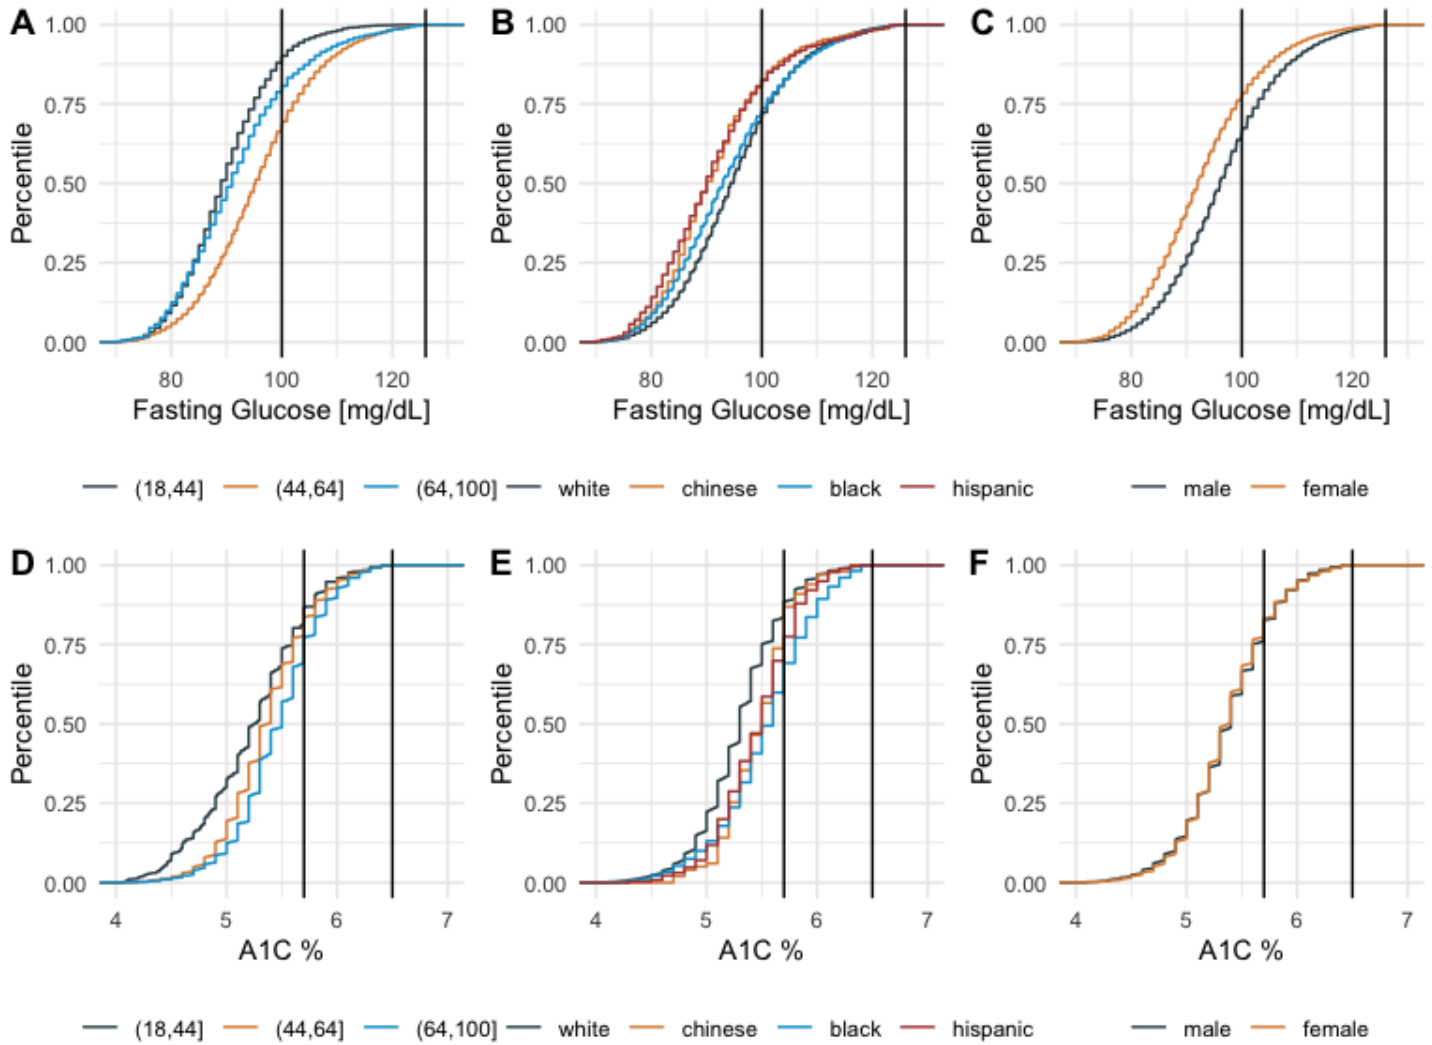 A B C
1.00 1.00 1.00
0.75 0.75 0.75
0.50 0.50 0.50
0.25 0.25 0.25
0.00 0.00 0.00
Percentile Percentile Percentile
80 100 120 80 100 120 80 100 120
Fasting Glucose [mg/dL] Fasting Glucose [mg/dL] Fasting Glucose [mg/dL]
(18,44] (44,64] (64,100] white chinese black hispanic male female
D E F
1.00 1.00 1.00
0.75 0.75 0.75
0.50 0.50 0.50
0.25 0.25 0.25
0.00 0.00 0.00
Percentile Percentile Percentile
4 5 6 7 4 5 6 7 4 5 6 7
A1C % A1C % A1C %
(18,44] (44,64] (64,100] white chinese black hispanic male female